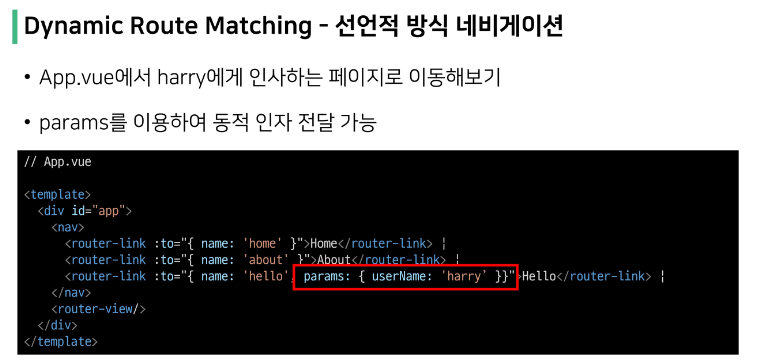 Dynamic Route Matching - 선언적 방식 네비게이션
• App.vue에서 harry에게 인사하는 페이지로 이동해보기
• params를 이용하여 동적 인자 전달 가능
// App.vue
<template>
<div id="app">
<nav>
<router-link :to="{ name: 'home' }">Home</router-link> |
<router-link :to="{ name: 'about' }">About</router-link> |
<router-link :to="{ name: 'hello', params: { userName: 'harry' }}">Hello</router-link> |
</nav>
<router-view/>
</div>
</template>